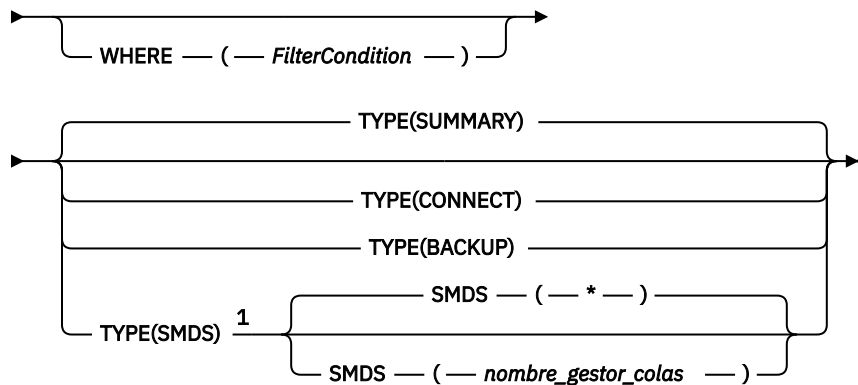 WHERE ( FilterCondition )
TYPE(SUMMARY)
TYPE(CONNECT)
TYPE(BACKUP)
SMDS ( * )
TYPE(SMDS) 1
SMDS ( nombre_gestor_colas )